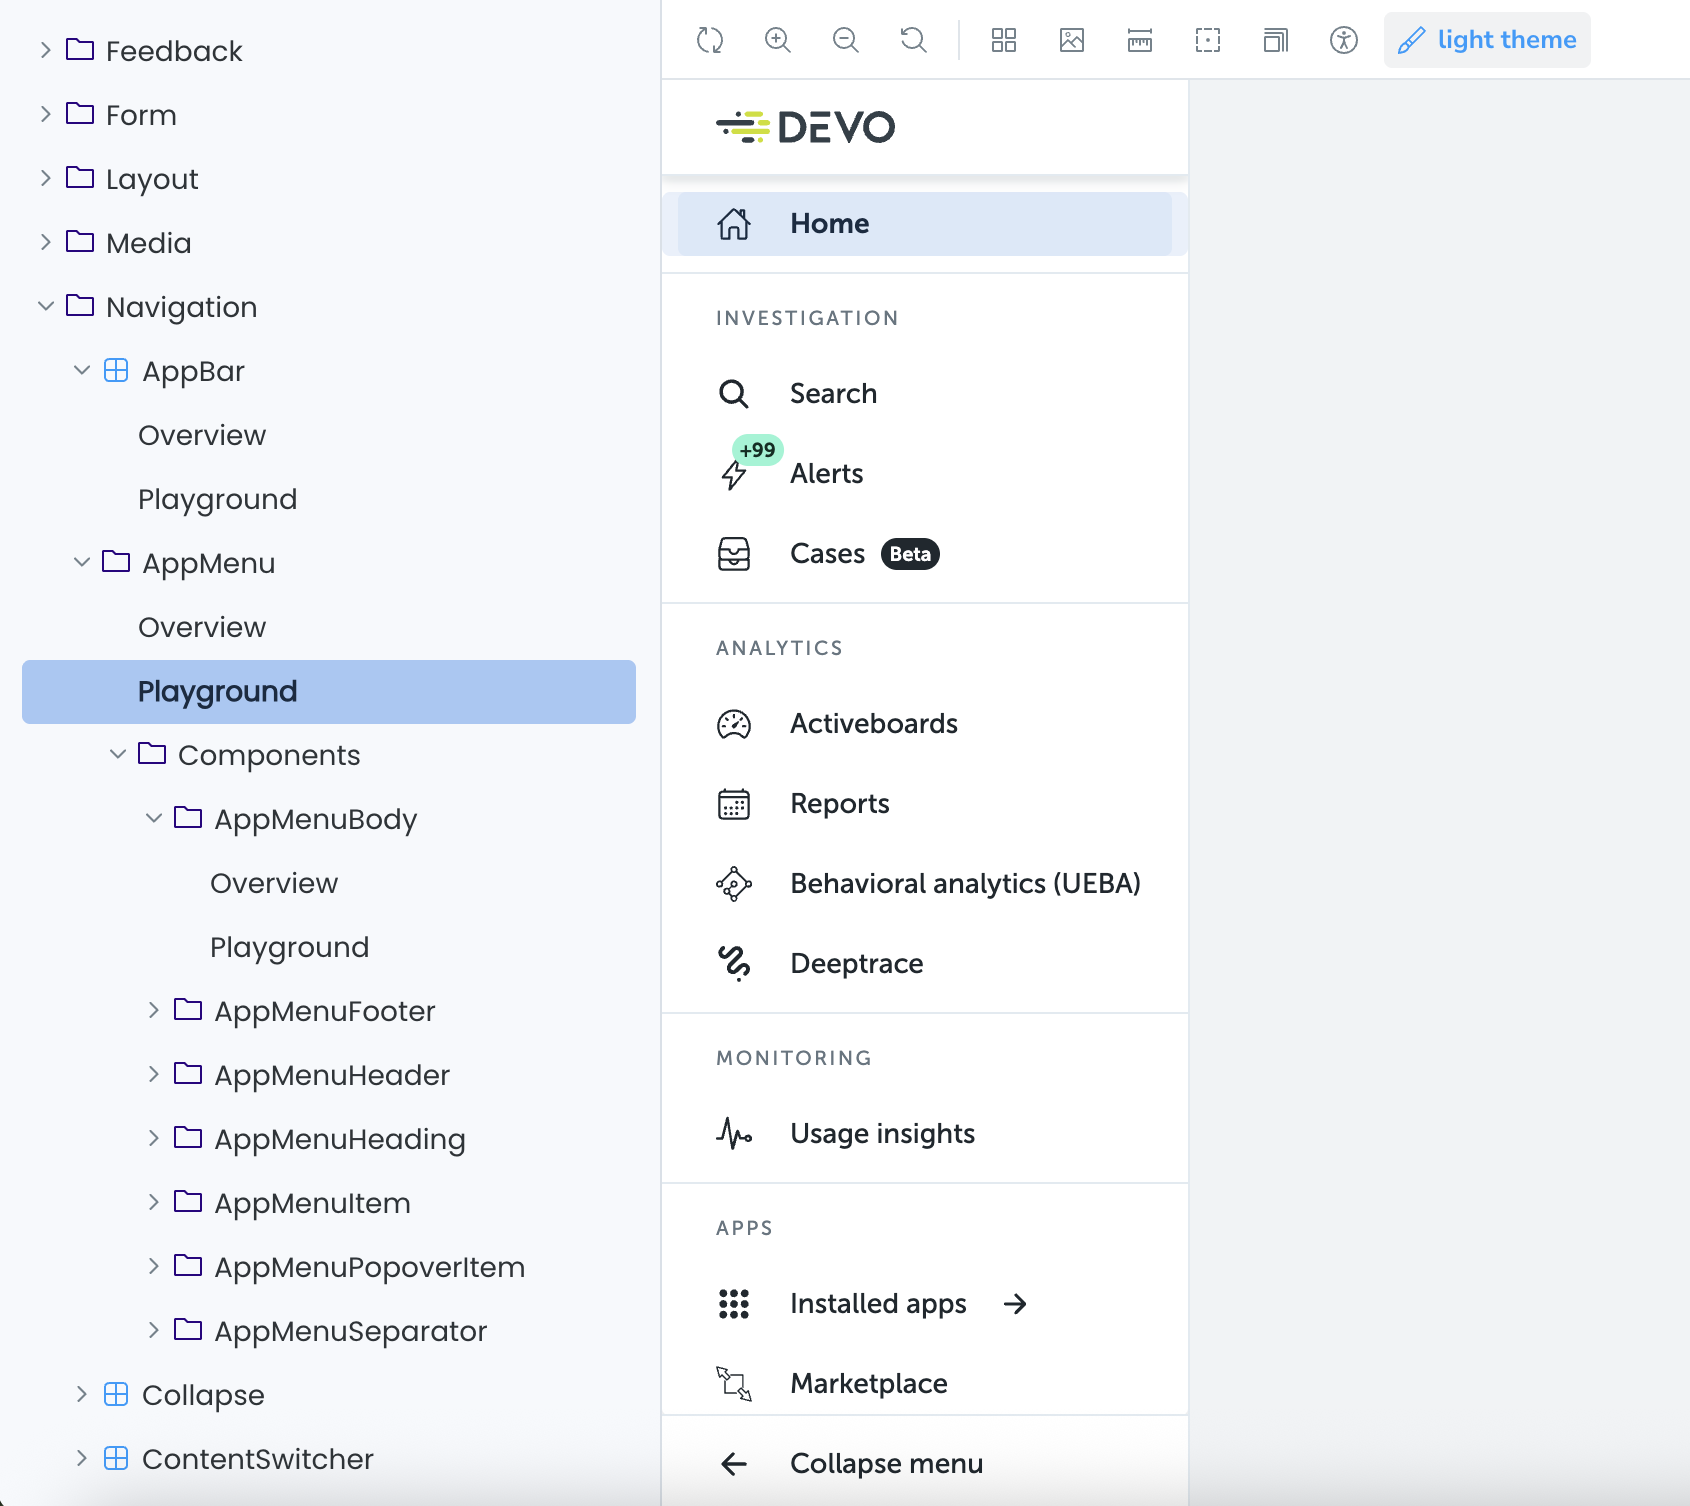 Feedback
Form
Layout
Media
Navigation
AppBar
Overview
Playground
AppMenu
Overview
Playground
Components
AppMenuBody
Overview
Playground
AppMenuFooter
AppMenuHeader
AppMenuHeading
AppMenuItem
AppMenuPopoverItem
AppMenuSeparator
Collapse
ContentSwitcher
light theme
DEVO
Home
INVESTIGATION
Search
+99
Alerts
Cases Beta
ANALYTICS
Activeboards
Reports
Behavioral analytics (UEBA)
Deeptrace
MONITORING
Usage insights
APPS
Installed apps
Marketplace
Collapse menu